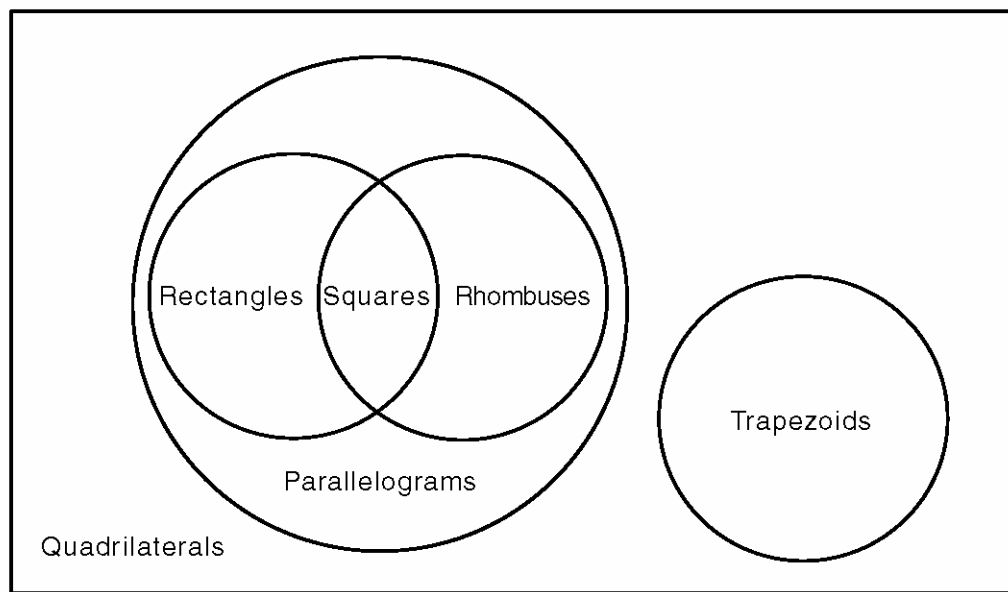 Rectangles
Squares
Rhombuses
Trapezoids
Parallelograms
Quadrilaterals